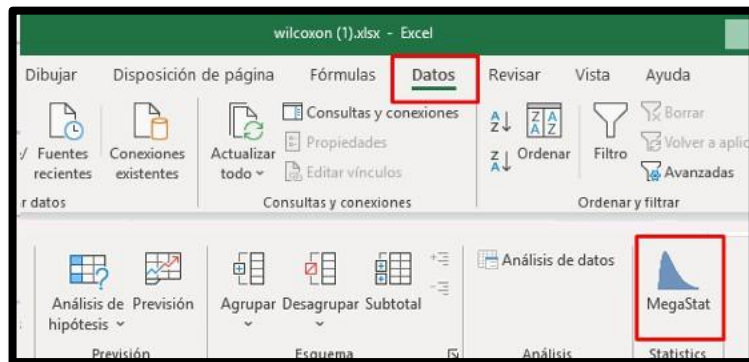 wilcoxon (1).xlsx - Excel
Dibujar Disposición de página Fórmulas Datos Revisar Vista Ayuda
Fuentes recientes
Conexiones existentes
Actualizar todo
Consultas y conexiones
Propiedades
Editar vínculos
A Z
Z A
Z A
A Z
Ordenar
Filtro
Borrar
Volver a aplic
Avanzadas
r datos
Consultas y conexiones
Ordenar y filtrar
Análisis de hipótesis
Previsión
Agrupar
Desagrupar
Subtotal
Análisis de datos
MegaStat
Previsión
Esquema
Análisis
Statistics